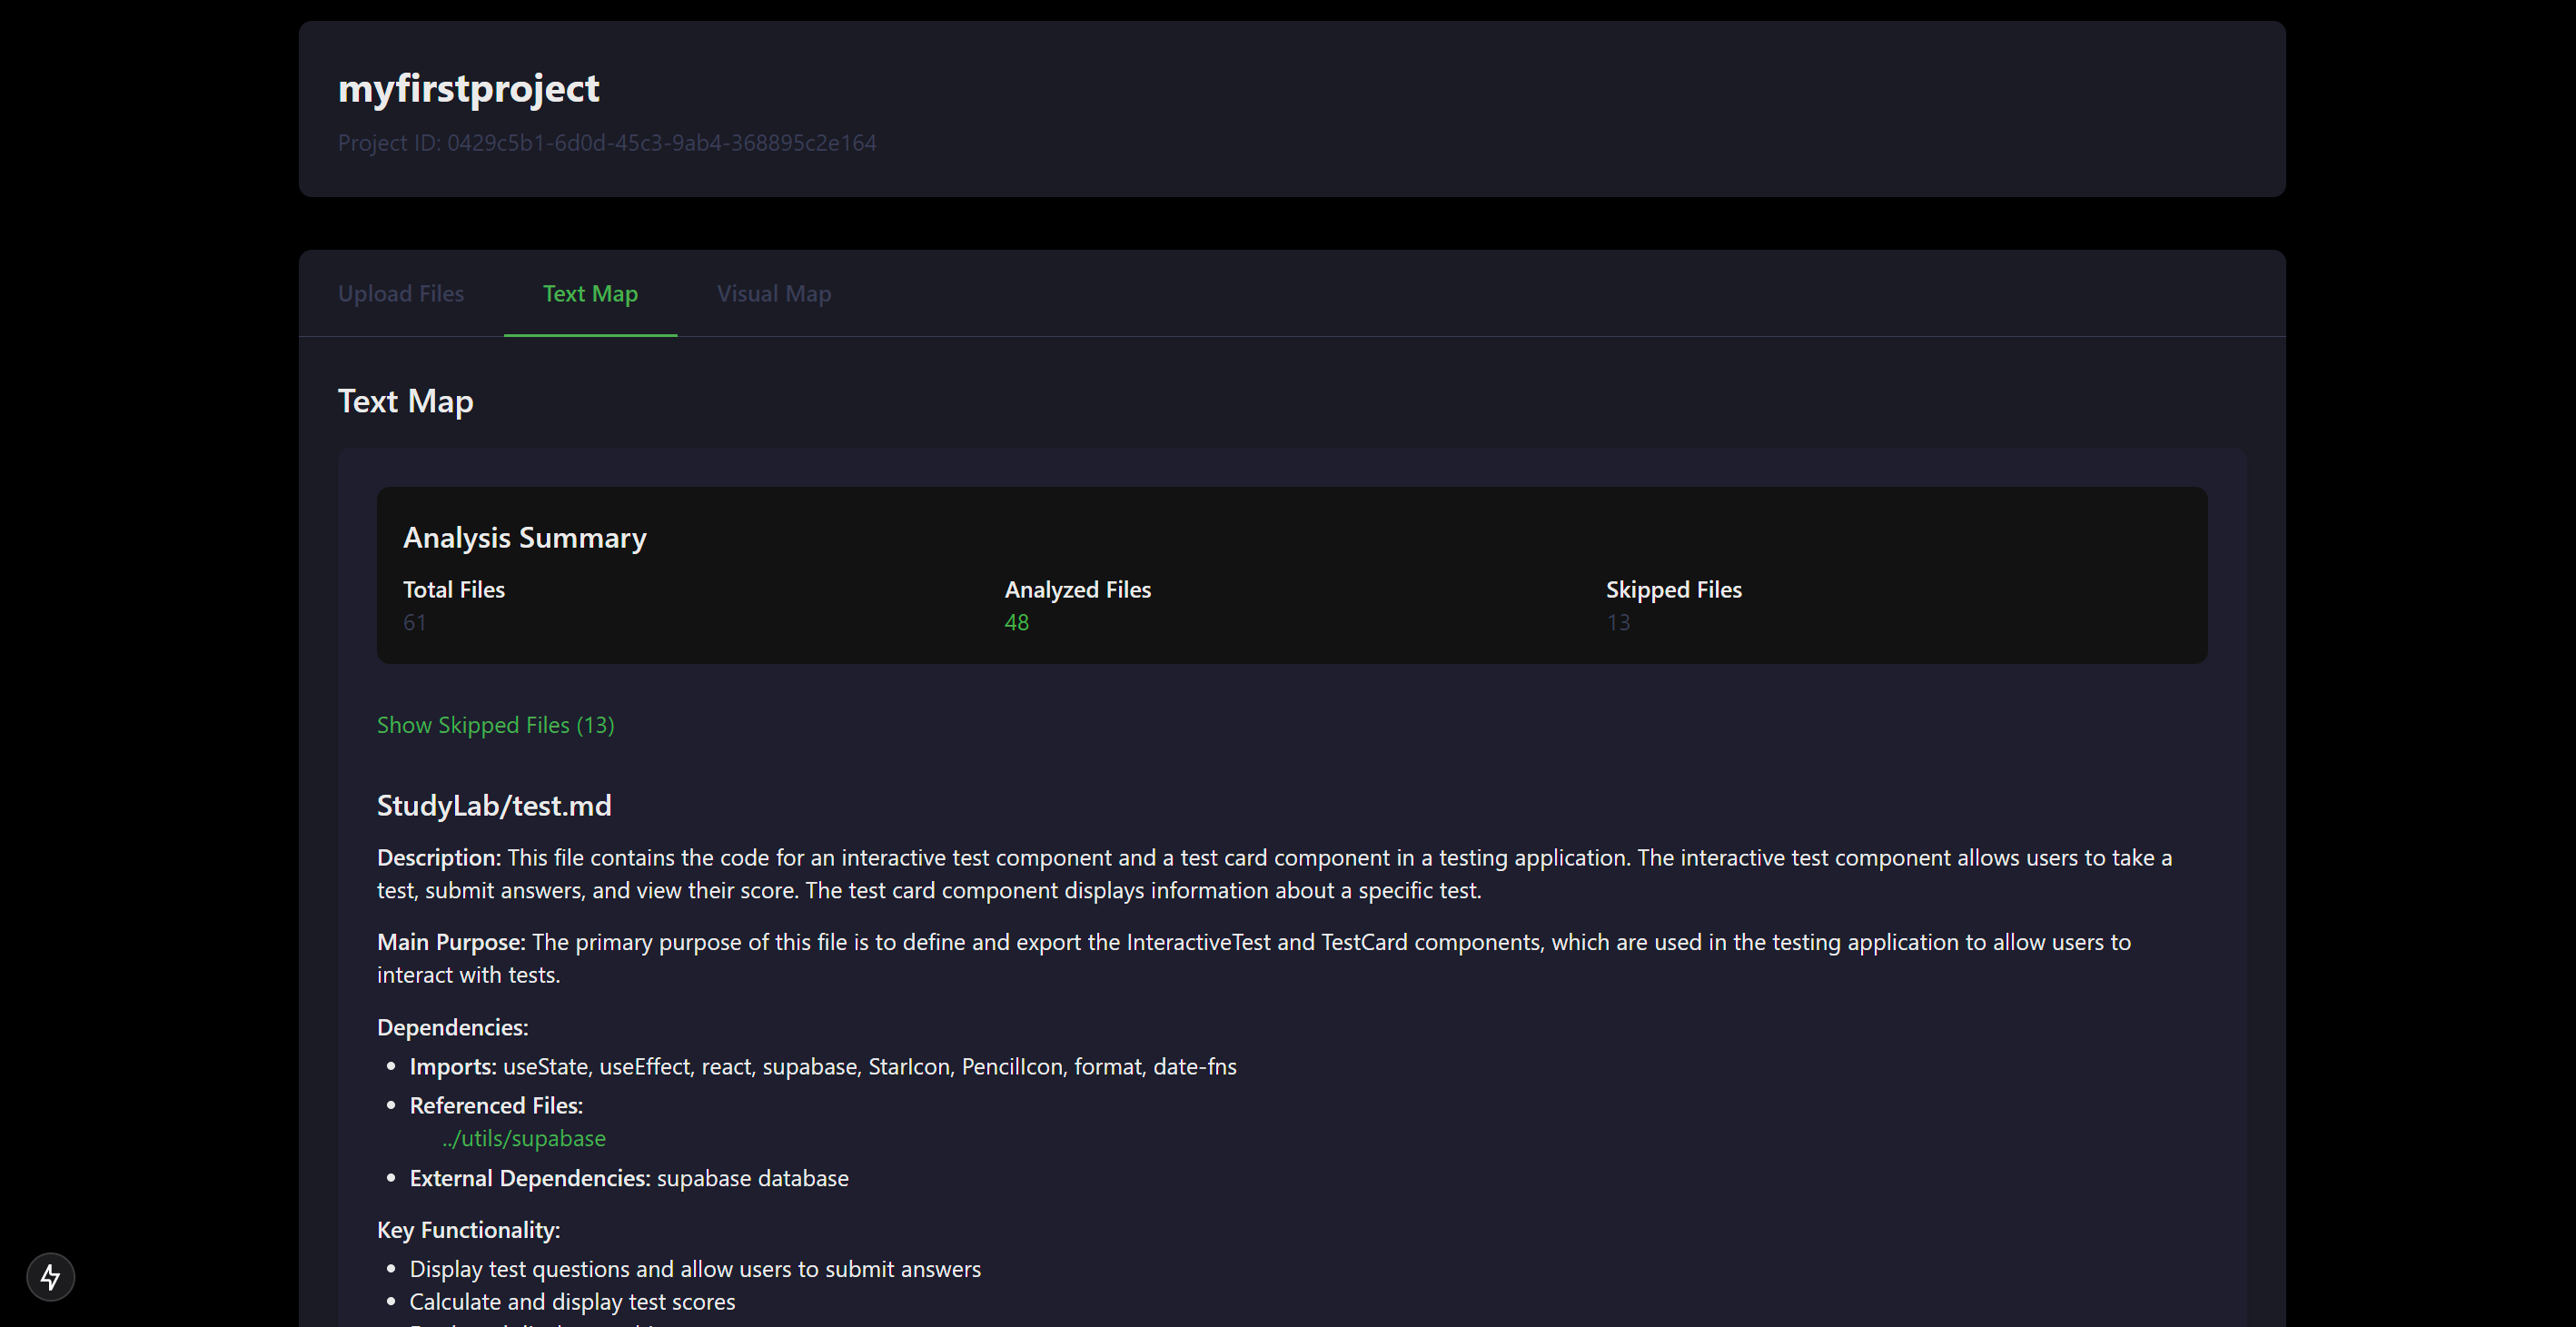 myfirstproject
Project ID: 0429c5b1-6d0d-45c3-9ab4-368895c2e164
Upload Files
Text Map
Visual Map
Text Map
Analysis Summary
Total Files
Analyzed Files
Skipped Files
61
48
13
Show Skipped Files (13)
StudyLab/test.md
Description: This file contains the code for an interactive test component and a test card component in a testing application. The interactive test component allows users to take a
test, submit answers, and view their score. The test card component displays information about a specific test.
Main Purpose: The primary purpose of this file is to define and export the InteractiveTest and TestCard components, which are used in the testing application to allow users to
interact with tests.
Dependencies:
• Imports: useState, useEffect, react, supabase, StarIcon, PencilIcon, format, date-fns
• Referenced Files:
../utils/supabase
• External Dependencies: supabase database
Key Functionality:
• Display test questions and allow users to submit answers
• Calculate and display test scores